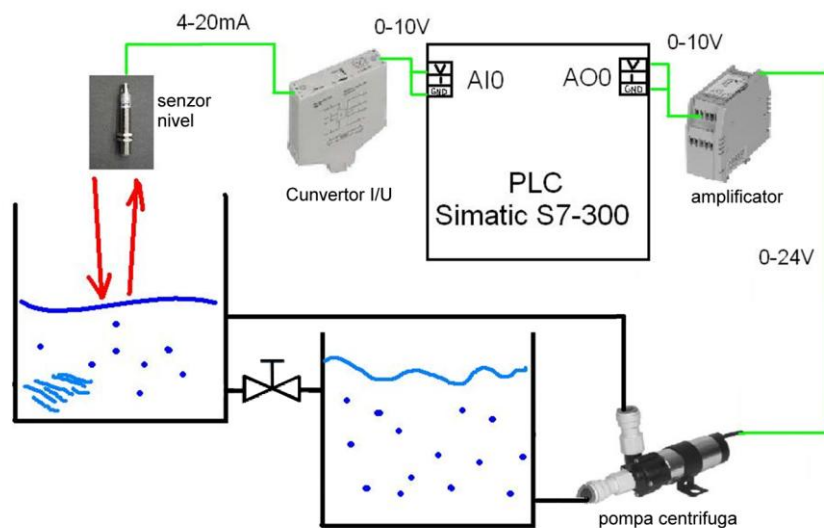 4-20mA
0-10V
0-10V
senzor
nivel
V
I
GND
AI0
AO0
V
I
GND
Cunvertor I/U
PLC
Simatic S7-300
amplificator
0-24V
pompa centrifuga